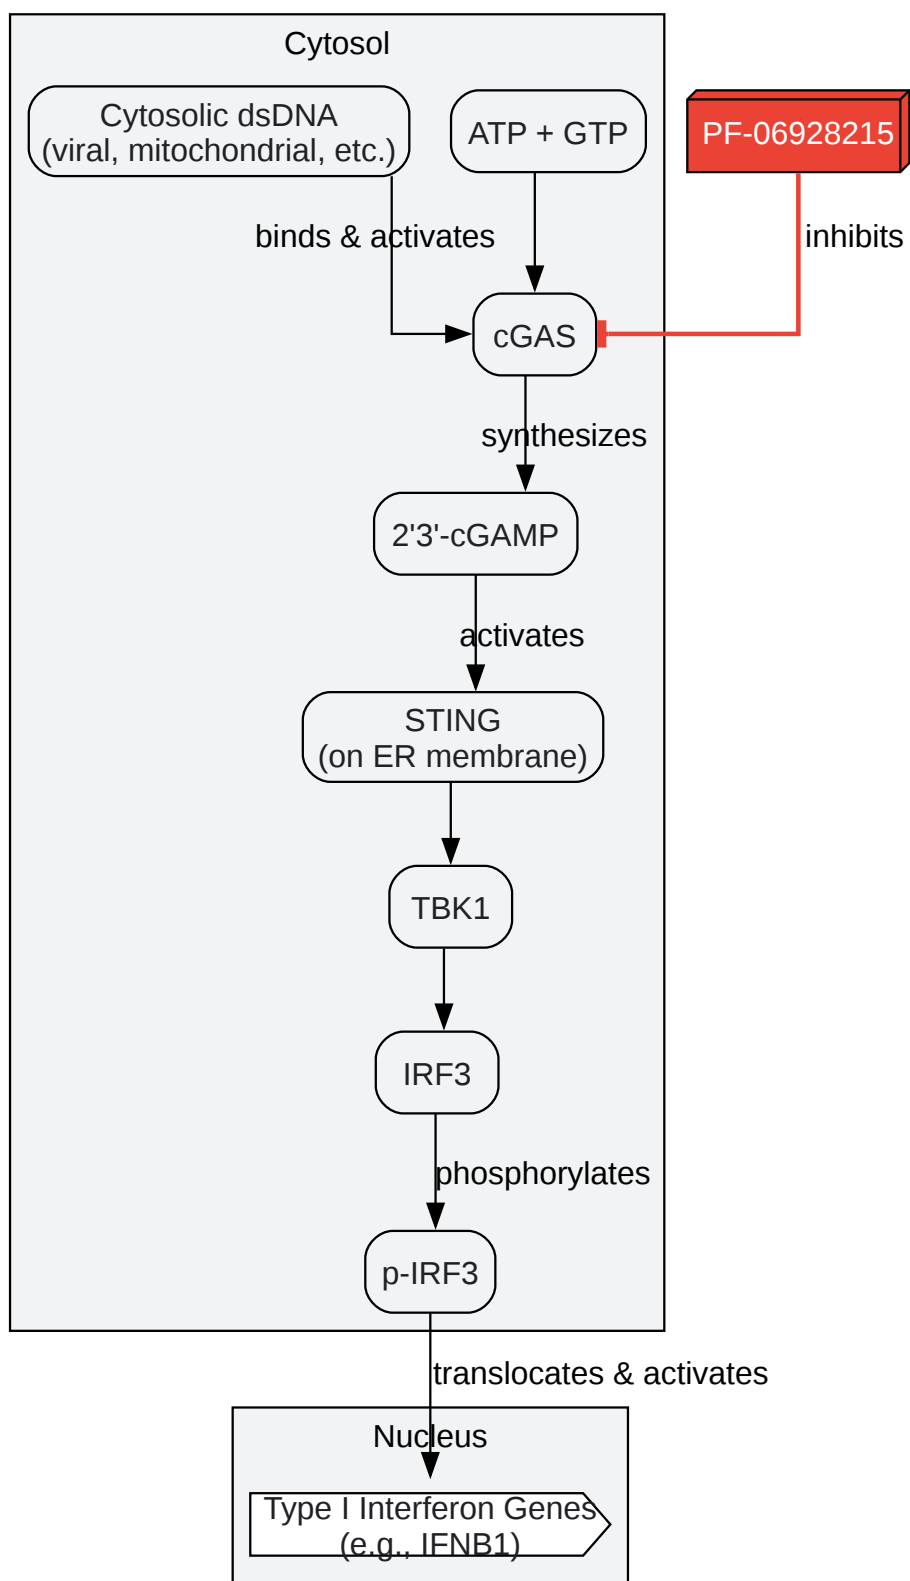 Cytosol
Cytosolic dsDNA
(viral, mitochondrial, etc.)
ATP + GTP
PF-06928215
binds & activates
inhibits
cGAS
synthesizes
2'3'-cGAMP
activates
STING
(on ER membrane)
TBK1
IRF3
phosphorylates
p-IRF3
translocates & activates
Nucleus
Type I Interferon Genes
(e.g., IFNB1)